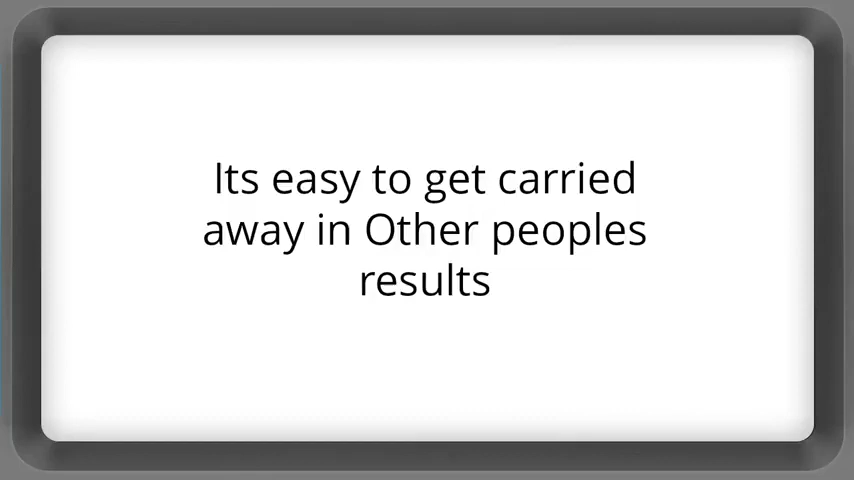 Its easy to get carried
away in Other peoples
results